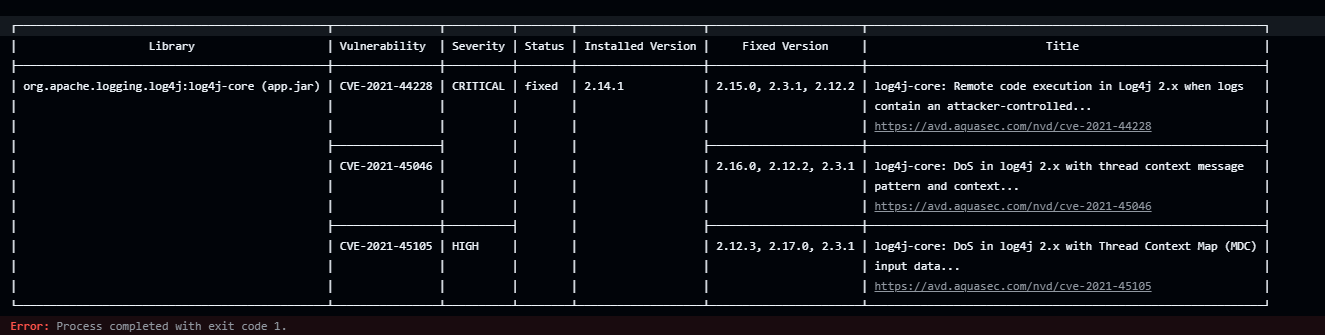 Library | Vulnerability | Severity | Status | Installed Version | Fixed Version | Title
org.apache.logging.log4j:log4j-core (app.jar) | CVE-2021-44228 | CRITICAL | fixed | 2.14.1 | 2.15.0, 2.3.1, 2.12.2 | log4j-core: Remote code execution in Log4j 2.x when logs
contain an attacker-controlled...
https://avd.aquasec.com/nvd/cve-2021-44228
CVE-2021-45046 | 2.16.0, 2.12.2, 2.3.1 | log4j-core: DoS in log4j 2.x with thread context message
pattern and context...
https://avd.aquasec.com/nvd/cve-2021-45046
CVE-2021-45105 | HIGH | 2.12.3, 2.17.0, 2.3.1 | log4j-core: DoS in log4j 2.x with Thread Context Map (MDC)
input data...
https://avd.aquasec.com/nvd/cve-2021-45105
Error: Process completed with exit code 1.